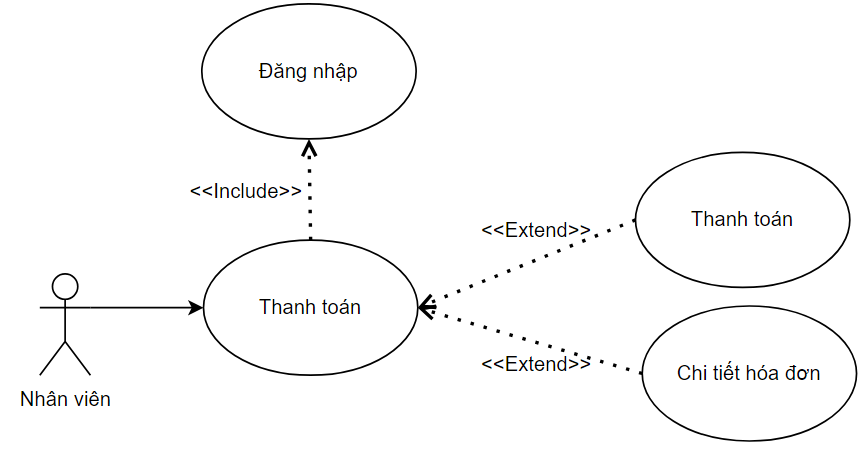 Đăng nhập
<<Include>>
Thanh toán
<<Extend>>
Thanh toán
<<Extend>>
Chi tiết hóa đơn
Nhân viên